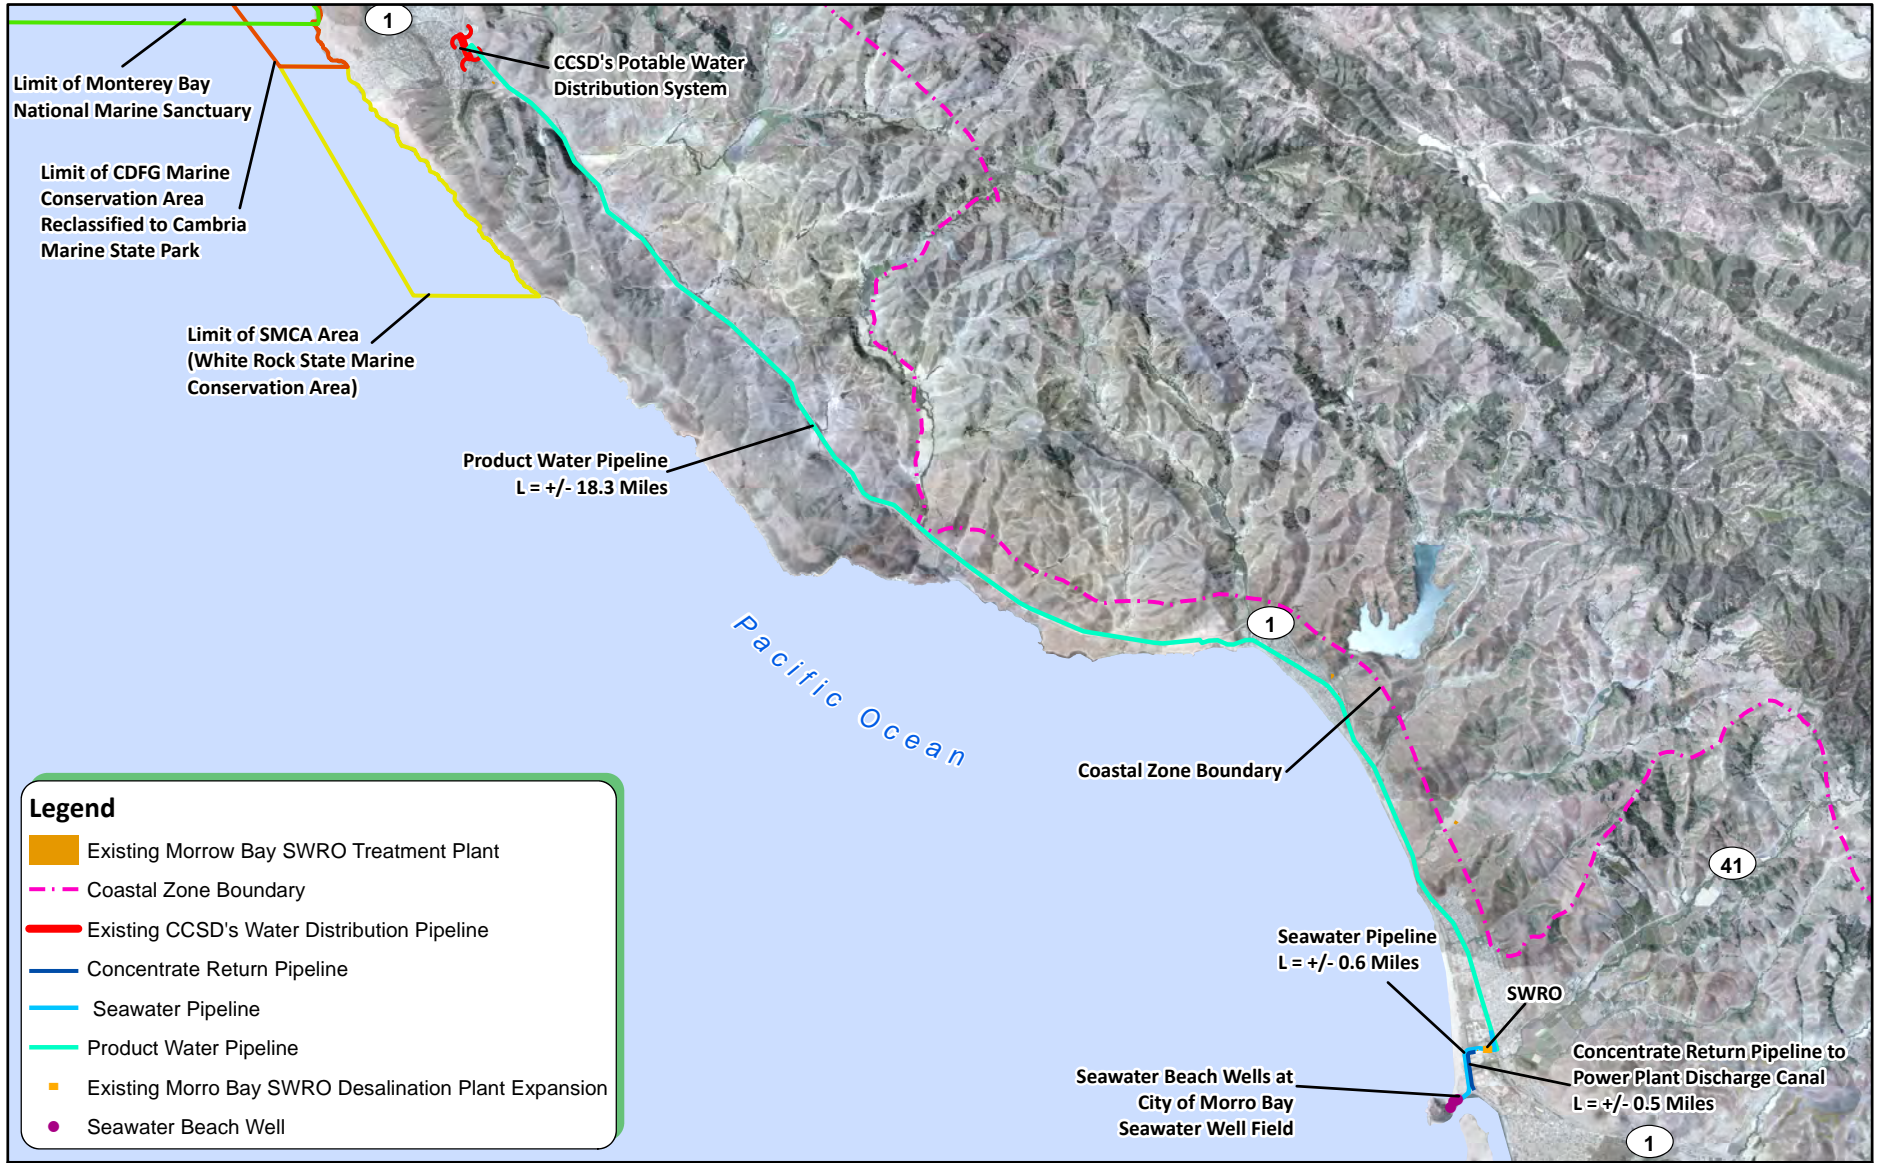 1
Limit of Monterey Bay
National Marine Sanctuary
CCSD's Potable Water
Distribution System
Limit of CDFG Marine
Conservation Area
Reclassified to Cambria
Marine State Park
Limit of SMCA Area
(White Rock State Marine
Conservation Area)
Product Water Pipeline
L = +/- 18.3 Miles
1
Pacific Ocean
Coastal Zone Boundary
41
Seawater Pipeline
L = +/- 0.6 Miles
SWRO
Concentrate Return Pipeline to
Power Plant Discharge Canal
L = +/- 0.5 Miles
Seawater Beach Wells at
City of Morro Bay
Seawater Well Field
1
Legend
Existing Morrow Bay SWRO Treatment Plant
Coastal Zone Boundary
Existing CCSD's Water Distribution Pipeline
Concentrate Return Pipeline
Seawater Pipeline
Product Water Pipeline
Existing Morro Bay SWRO Desalination Plant Expansion
Seawater Beach Well